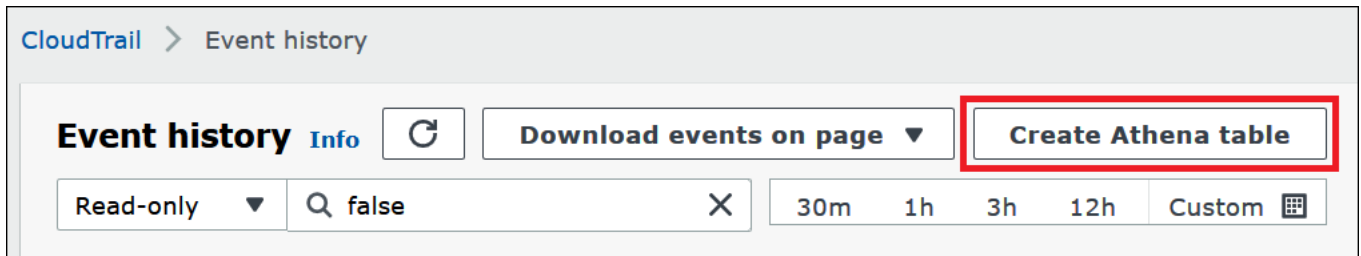 CloudTrail > Event history
Event history Info Download events on page ▼ Create Athena table
Read-only ▼ false 30m 1h 3h 12h Custom